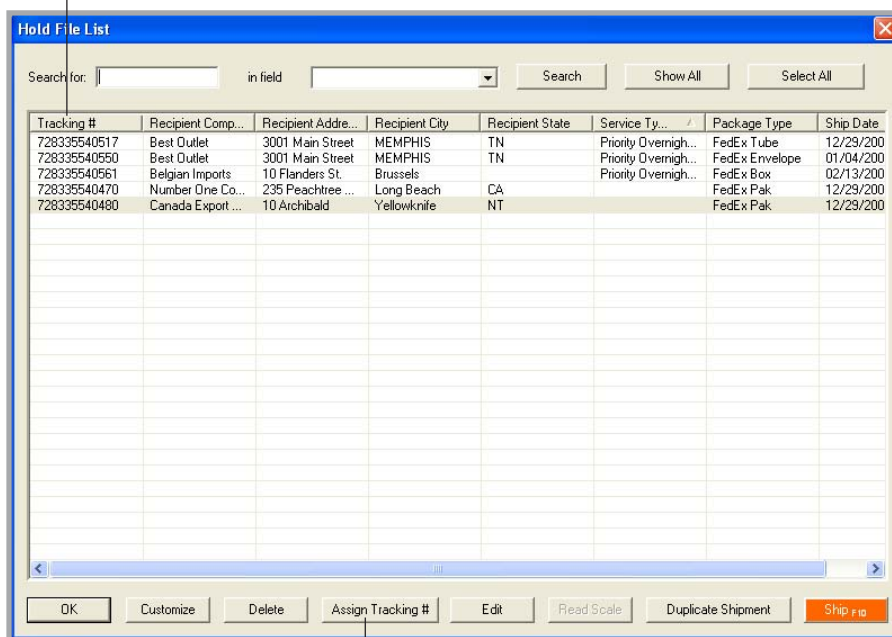 Hold File List
Search for: in field Search Show All Select All
Tracking # Recipient Comp... Recipient Addre... Recipient City Recipient State Service Ty... Package Type Ship Date
728335540517 Best Outlet 3001 Main Street MEMPHIS TN Priority Overnigh... FedEx Tube 12/29/200
728335540550 Best Outlet 3001 Main Street MEMPHIS TN Priority Overnigh... FedEx Envelope 01/04/200
728335540561 Belgian Imports 10 Flanders St. Brussels Priority Overnigh... FedEx Box 02/13/200
728335540470 Number One Co... 235 Peachtree ... Long Beach CA FedEx Pak 12/29/200
728335540480 Canada Export ... 10 Archibald Yellowknife NT FedEx Pak 12/29/200
OK Customize Delete Assign Tracking # Edit Read Scale Duplicate Shipment Ship F10